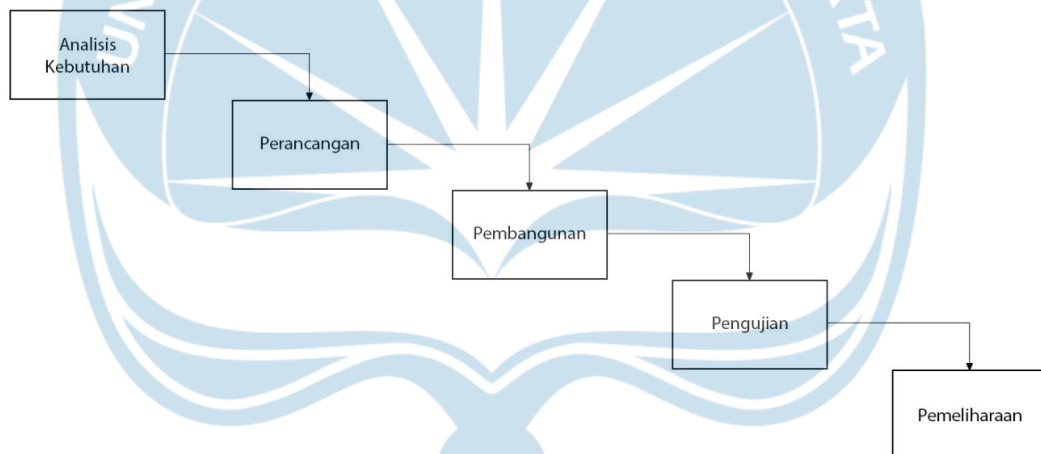 Analisis
Kebutuhan
Perancangan
Pembangunan
Pengujian
Pemeliharaan